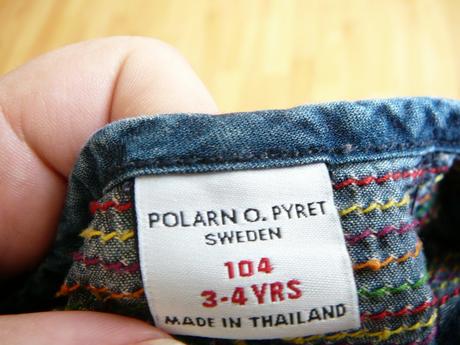 POLARN O. PYRET
SWEDEN
104
3-4 YRS
MADE IN THAILAND